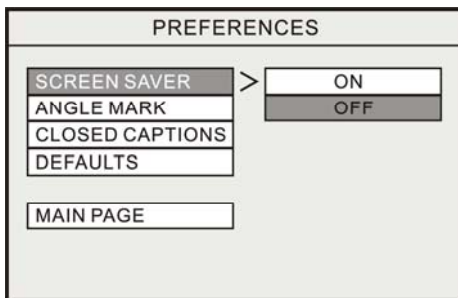 PREFERENCES
SCREEN SAVER > ON
ANGLE MARK OFF
CLOSED CAPTIONS
DEFAULTS
MAIN PAGE